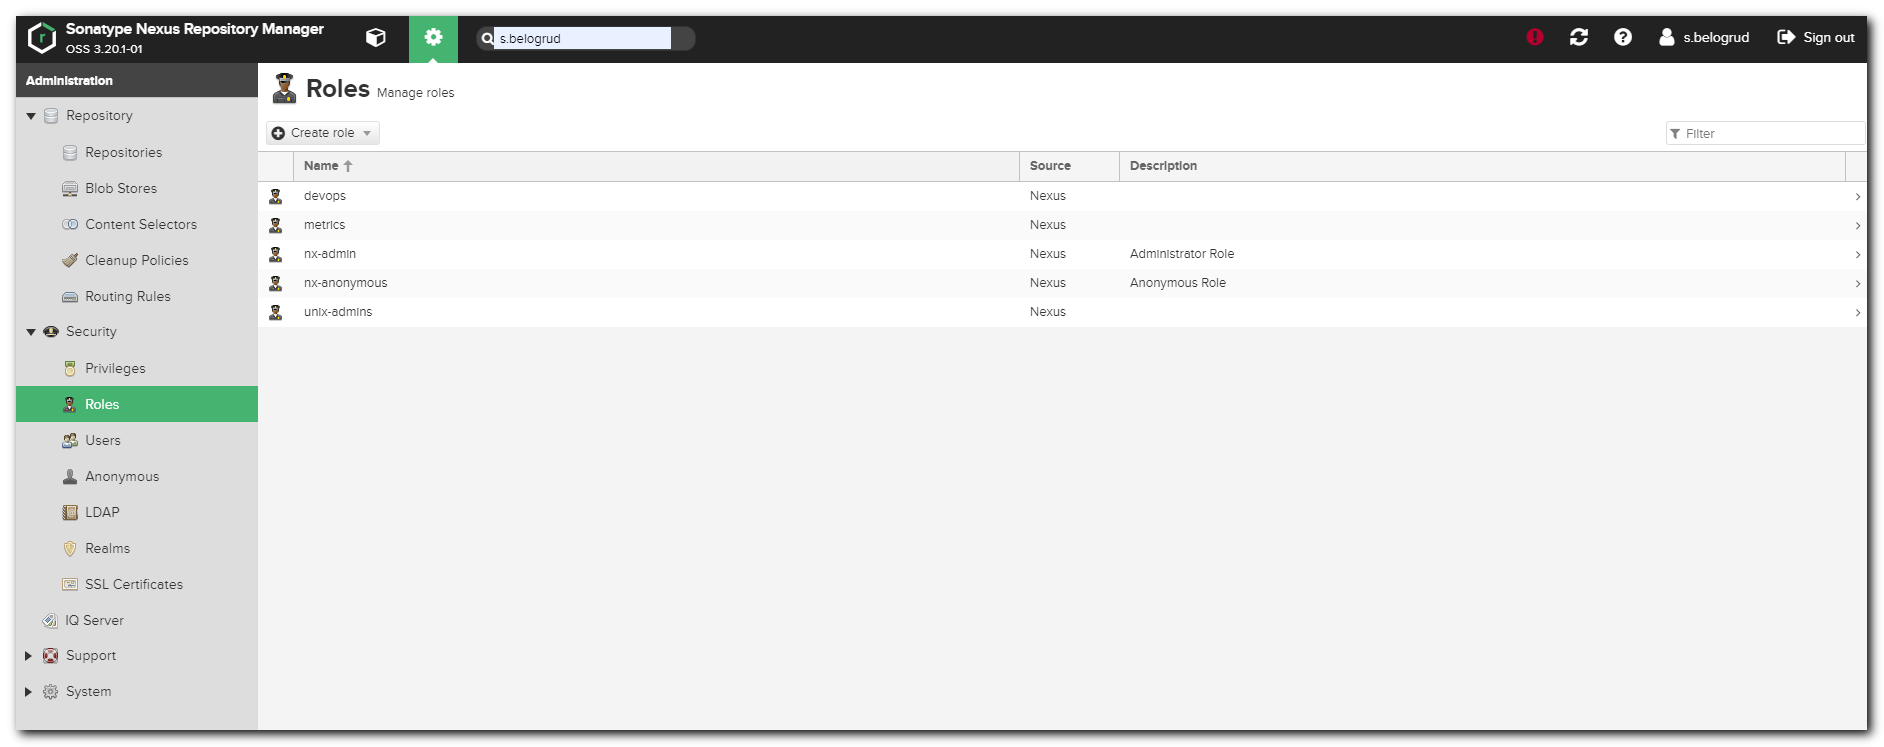 Sonatype Nexus Repository Manager
OSS 3.20.1-01
s.belogrud
s.belogrud
Sign out
Administration
Repository
Repositories
Blob Stores
Content Selectors
Cleanup Policies
Routing Rules
Security
Privileges
Roles
Users
Anonymous
LDAP
Realms
SSL Certificates
IQ Server
Support
System
Roles Manage roles
Create role
Filter
Name Source Description
devops Nexus
metrics Nexus
nx-admin Nexus Administrator Role
nx-anonymous Nexus Anonymous Role
unix-admins Nexus